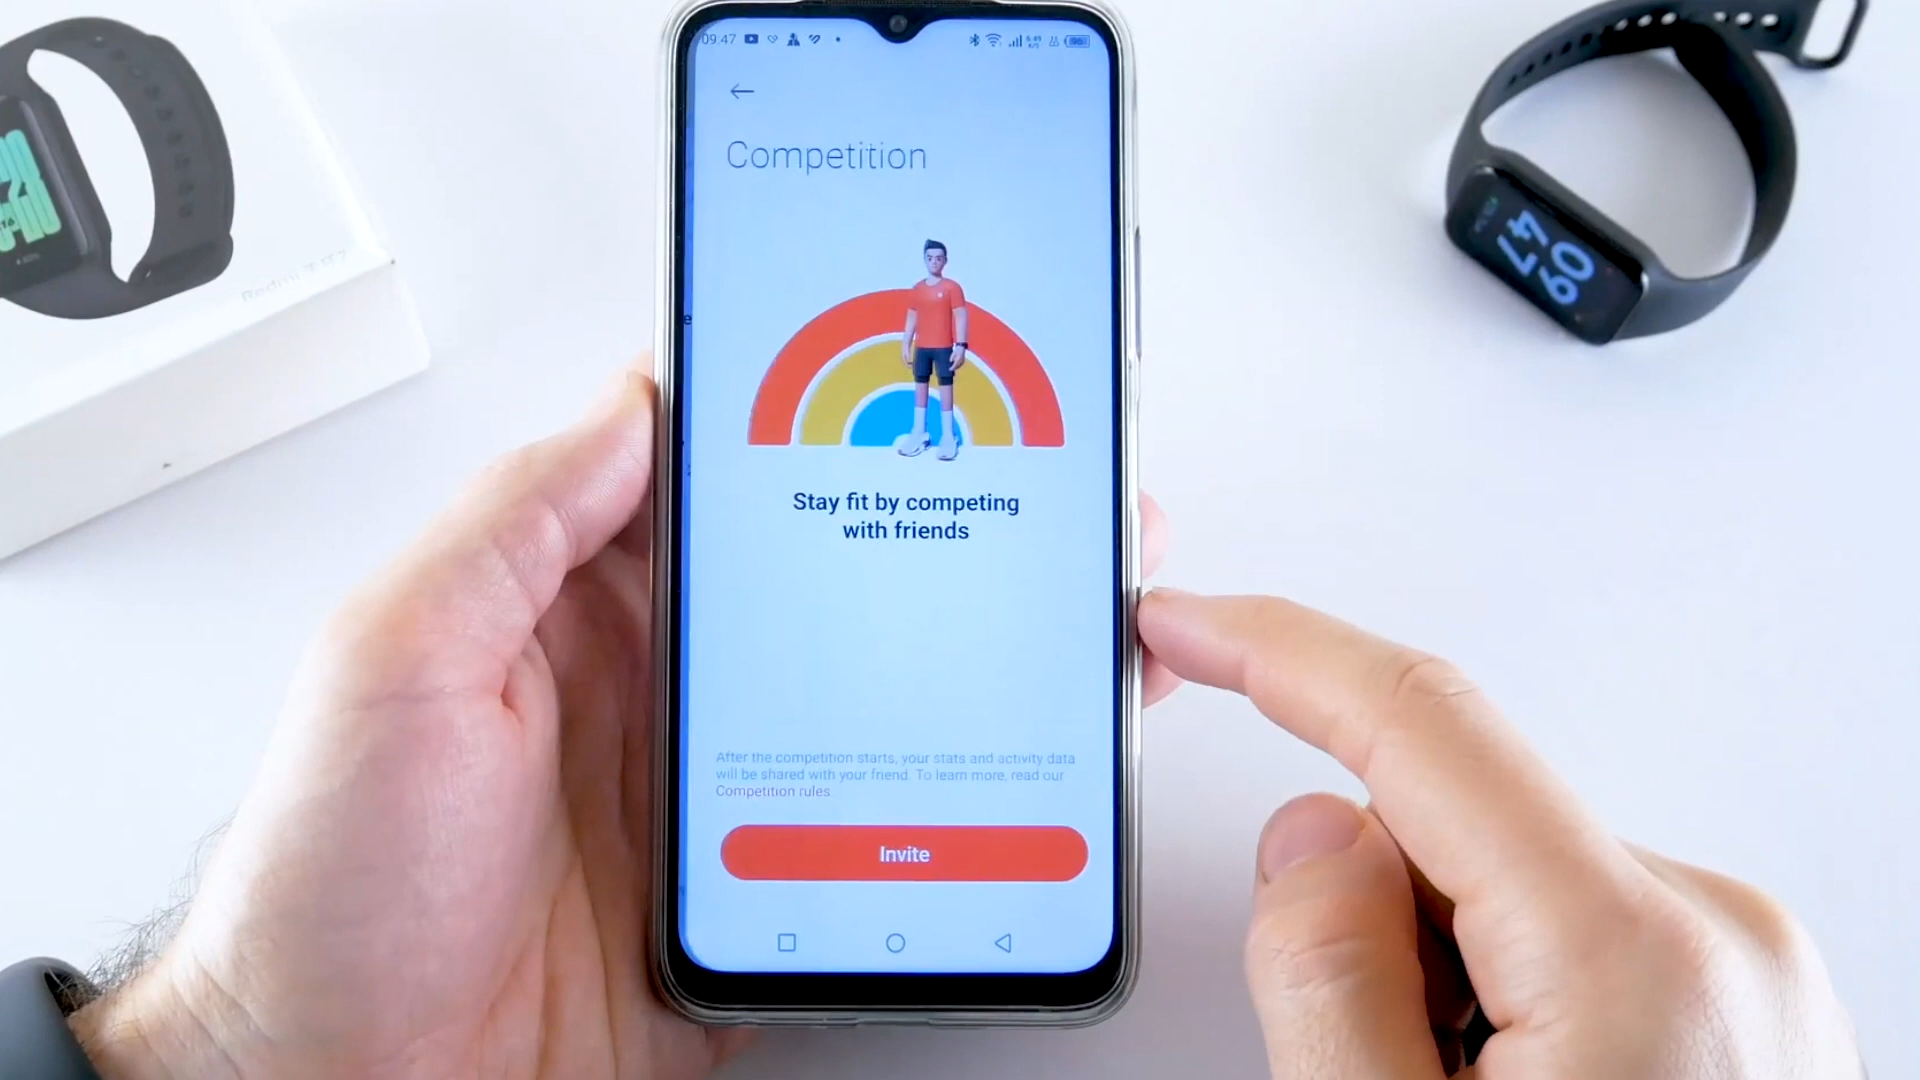 09:47
Competition
Stay fit by competing
with friends
After the competition starts, your stats and activity data
will be shared with your friend. To learn more, read our
Competition rules.
Invite
Redmi
09
47